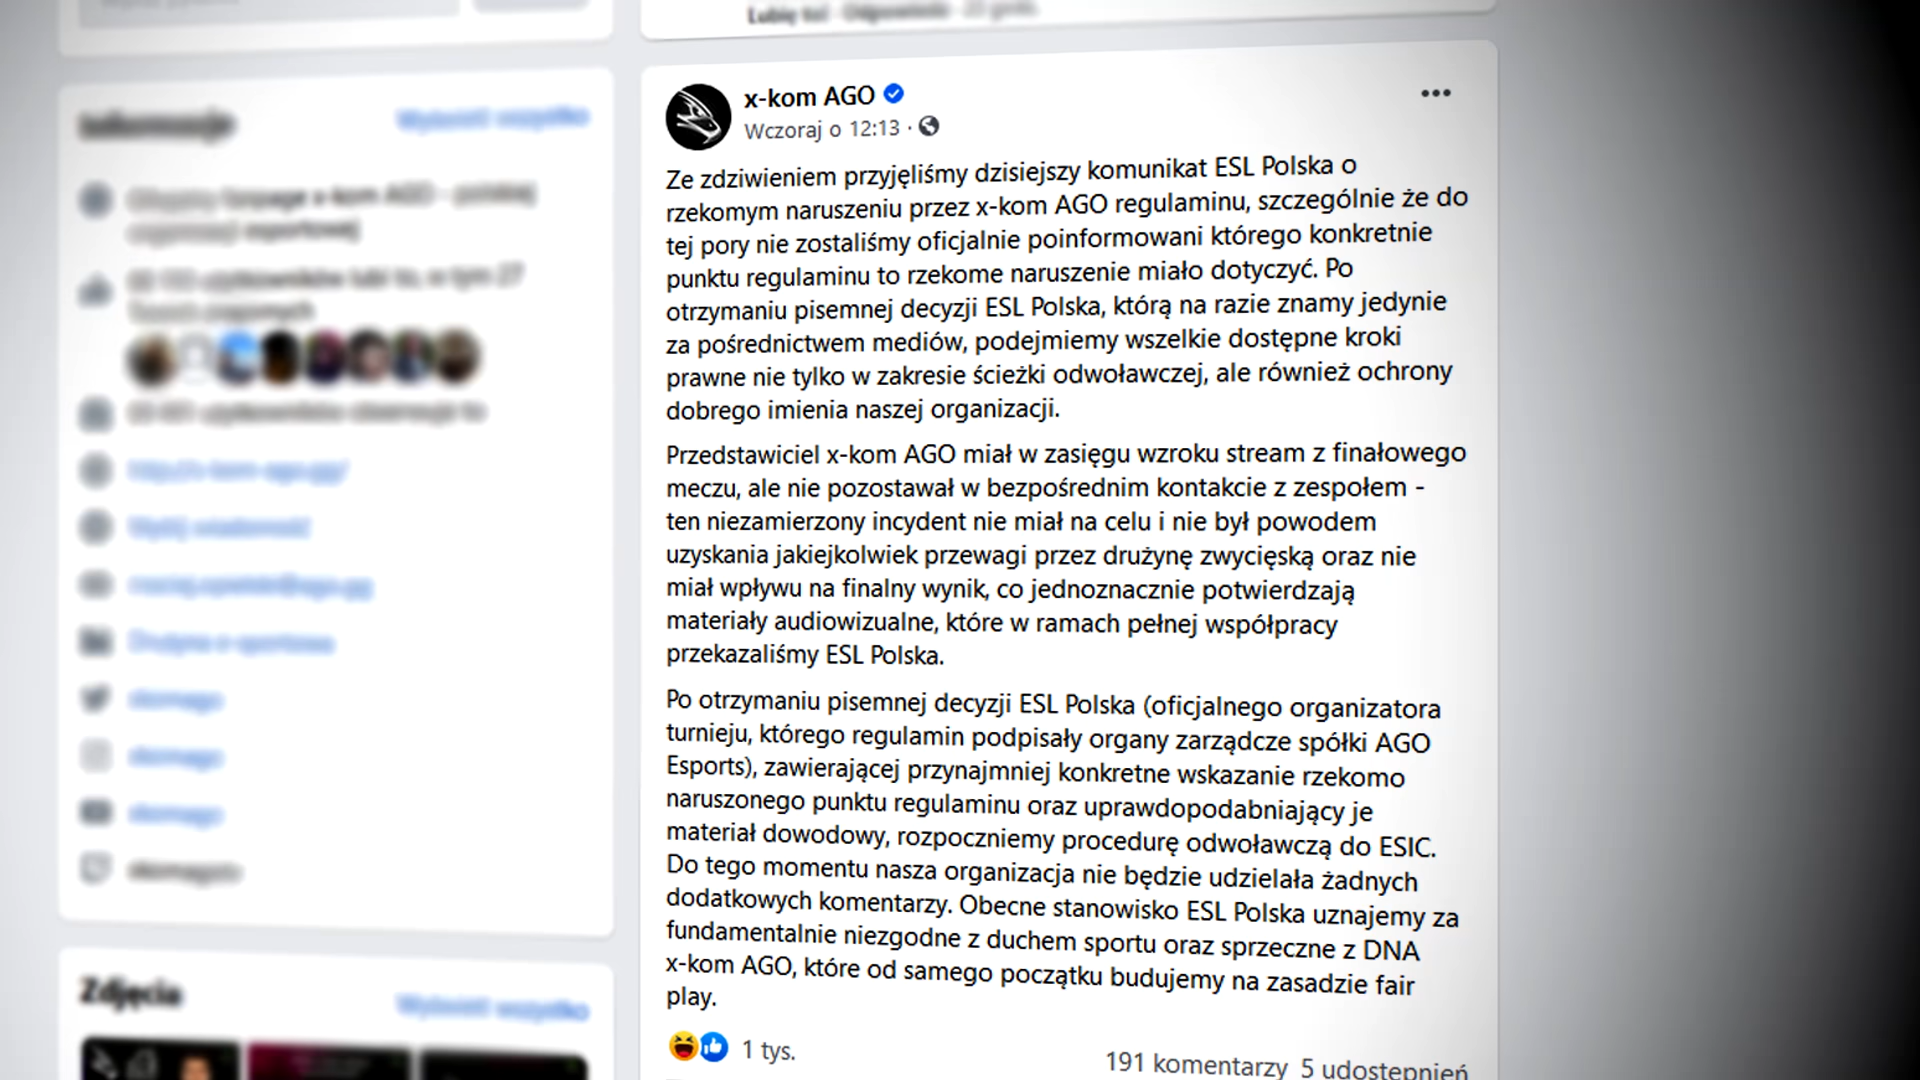 x-kom AGO
Wczoraj o 12:13 ·
Ze zdziwieniem przyjęliśmy dzisiejszy komunikat ESL Polska o
rzekomym naruszeniu przez x-kom AGO regulaminu, szczególnie że do
tej pory nie zostaliśmy oficjalnie poinformowani którego konkretnie
punktu regulaminu to rzekome naruszenie miało dotyczyć. Po
otrzymaniu pisemnej decyzji ESL Polska, którą na razie znamy jedynie
za pośrednictwem mediów, podejmiemy wszelkie dostępne kroki
prawne nie tylko w zakresie ścieżki odwoławczej, ale również ochrony
dobrego imienia naszej organizacji.
Przedstawiciel x-kom AGO miał w zasięgu wzroku stream z finałowego
meczu, ale nie pozostawał w bezpośrednim kontakcie z zespołem -
ten niezamierzony incydent nie miał na celu i nie był powodem
uzyskania jakiejkolwiek przewagi przez drużynę zwycięską oraz nie
miał wpływu na finalny wynik, co jednoznacznie potwierdzają
materiały audiowizualne, które w ramach pełnej współpracy
przekazaliśmy ESL Polska.
Po otrzymaniu pisemnej decyzji ESL Polska (oficjalnego organizatora
turnieju, którego regulamin podpisały organy zarządcze spółki AGO
Esports), zawierającej przynajmniej konkretne wskazanie rzekomo
naruszonego punktu regulaminu oraz uprawdopodabniający je
materiał dowodowy, rozpoczniemy procedurę odwoławczą do ESIC.
Do tego momentu nasza organizacja nie będzie udzielała żadnych
dodatkowych komentarzy. Obecne stanowisko ESL Polska uznajemy za
fundamentalnie niezgodne z duchem sportu oraz sprzeczne z DNA
x-kom AGO, które od samego początku budujemy na zasadzie fair
play.
1 tys.
191 komentarzy 5 udostępnień
Informacje
Wyświetl wszystko
Zdjęcia
Wyświetl wszystko